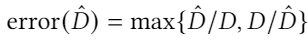 error(D̂) = max{D̂/D, D/D̂}